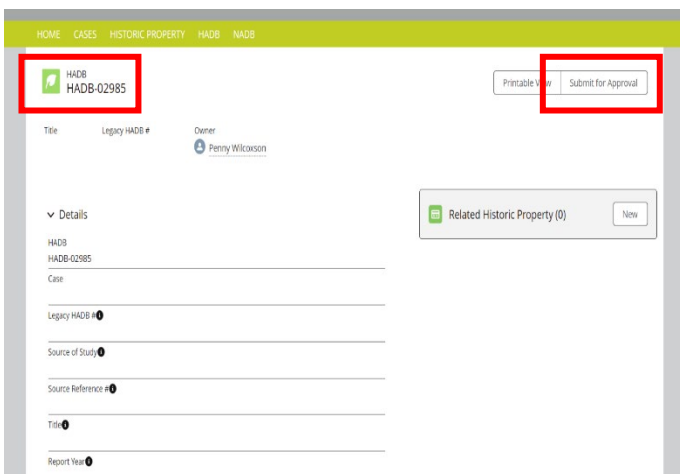 HOME CASES HISTORIC PROPERTY HADB NADB
HADB
HADB-02985
Printable View Submit for Approval
Title Legacy HADB # Owner
Penny Wilcoxson
Details
Related Historic Property (0) New
HADB
HADB-02985
Case
Legacy HADB #
Source of Study
Source Reference #
Title
Report Year